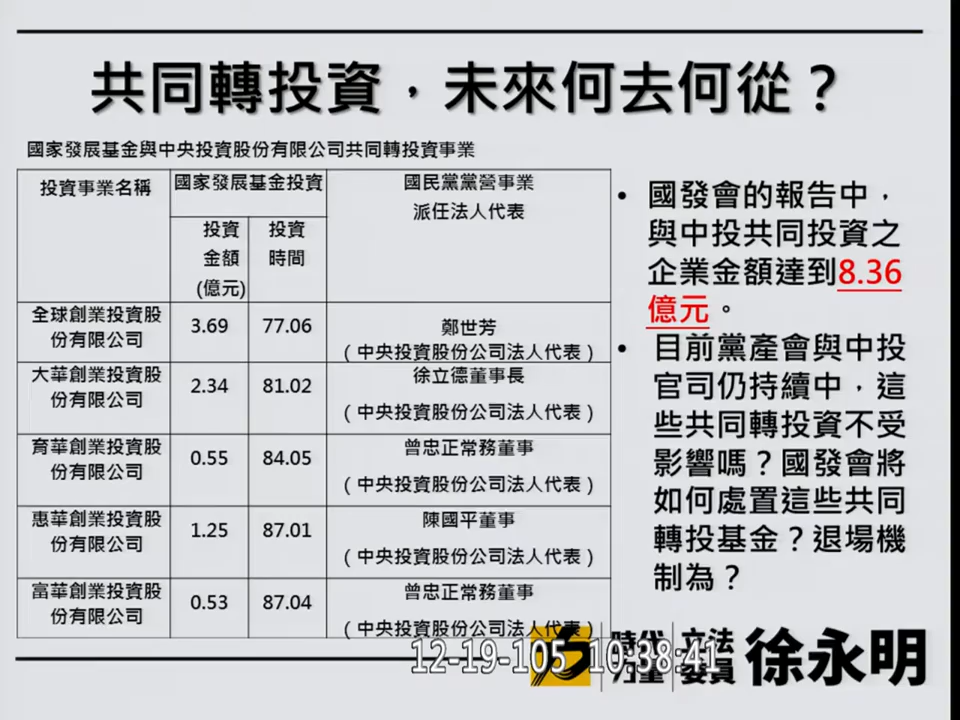 共同轉投資，未來何去何從？
國家發展基金與中央投資股份有限公司共同轉投資事業
投資事業名稱
國家發展基金投資
國民黨黨營事業
派任法人代表
投資
金額
(億元)
投資
時間
全球創業投資股
份有限公司
3.69
77.06
鄭世芳
（中央投資股份公司法人代表）
大華創業投資股
份有限公司
2.34
81.02
徐立德董事長
（中央投資股份公司法人代表）
育華創業投資股
份有限公司
0.55
84.05
曾忠正常務董事
（中央投資股份公司法人代表）
惠華創業投資股
份有限公司
1.25
87.01
陳國平董事
（中央投資股份公司法人代表）
富華創業投資股
份有限公司
0.53
87.04
曾忠正常務董事
（中央投資股份公司法人代表）
• 國發會的報告中，
與中投共同投資之
企業金額達到8.36
億元。
• 目前黨產會與中投
官司仍持續中，這
些共同轉投資不受
影響嗎？國發會將
如何處置這些共同
轉投基金？退場機
制為？
時代
力量
立法
委員
徐永明
12-19-105 10:38:41